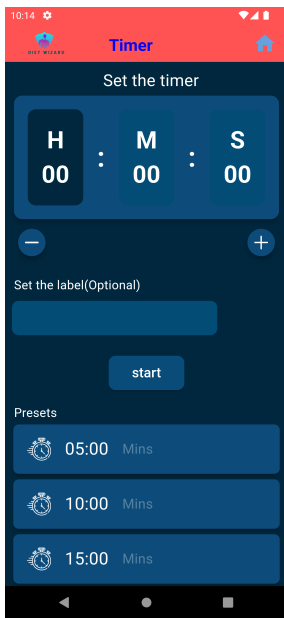 10:14
DIET WIZARD
Timer
Set the timer
H : M : S
00 00 00
Set the label(Optional)
start
Presets
05:00 Mins
10:00 Mins
15:00 Mins